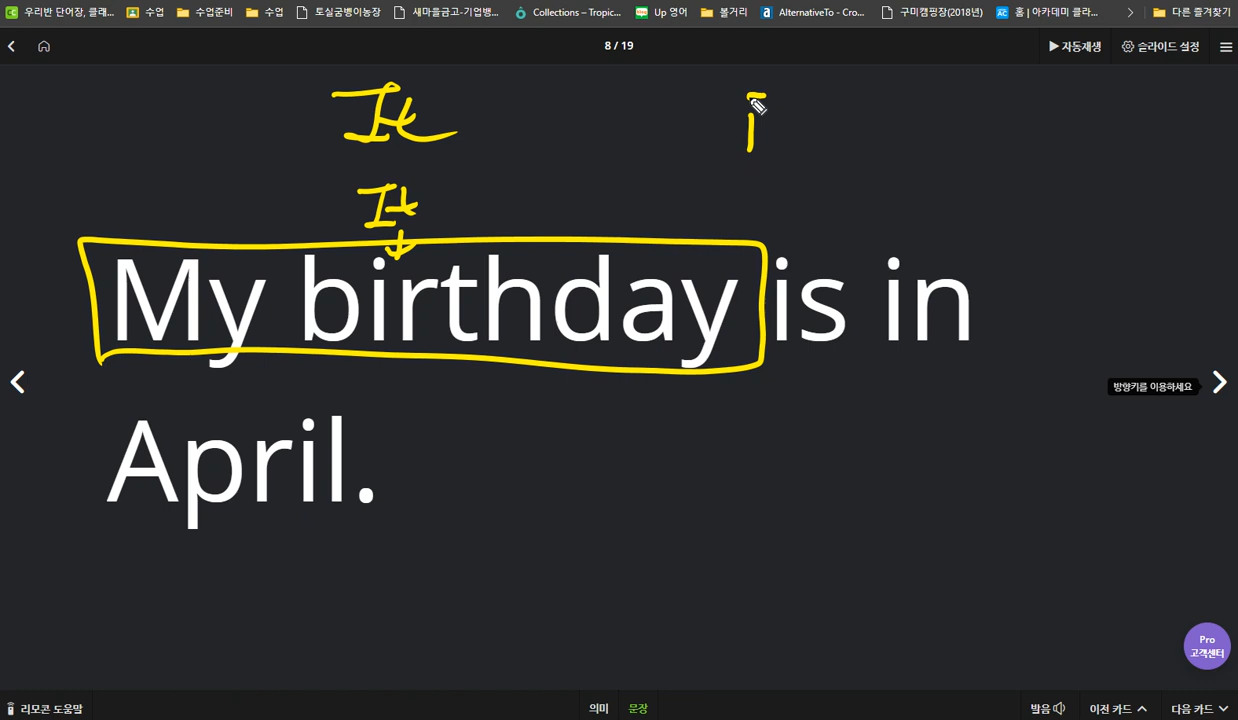 우리반 단어장, 클래... 수업 수업준비 수업 토실굼벵이농장 새마을금고-기업뱅... Collections – Tropic... Up 영어 볼거리 AlternativeTo - Cro... 구미캠핑장(2018년) 홈 | 아카데미 클라... 다른 즐겨찾기
8 / 19 자동재생 슬라이드 설정
It
It
My birthday is in
방향키를 이용하세요
April.
Pro
고객센터
리모콘 도움말 의미 문장 발음 이전 카드 다음 카드